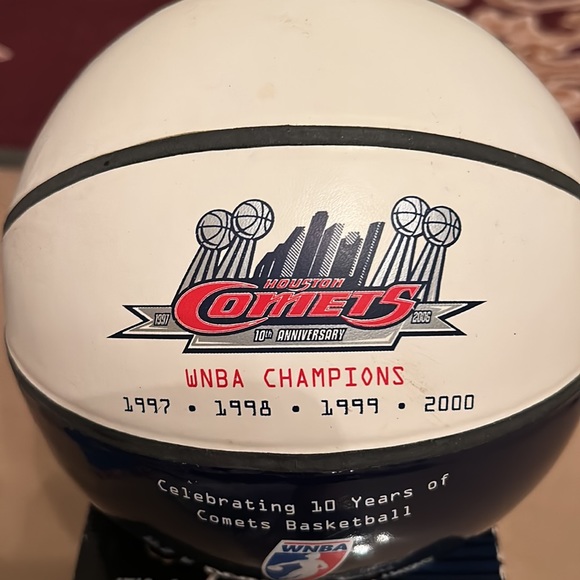 HOUSTON
COMETS
1997 10th ANNIVERSARY 2006
WNBA CHAMPIONS
1997 • 1998 • 1999 • 2000
Celebrating 10 Years of
Comets Basketball
WNBA